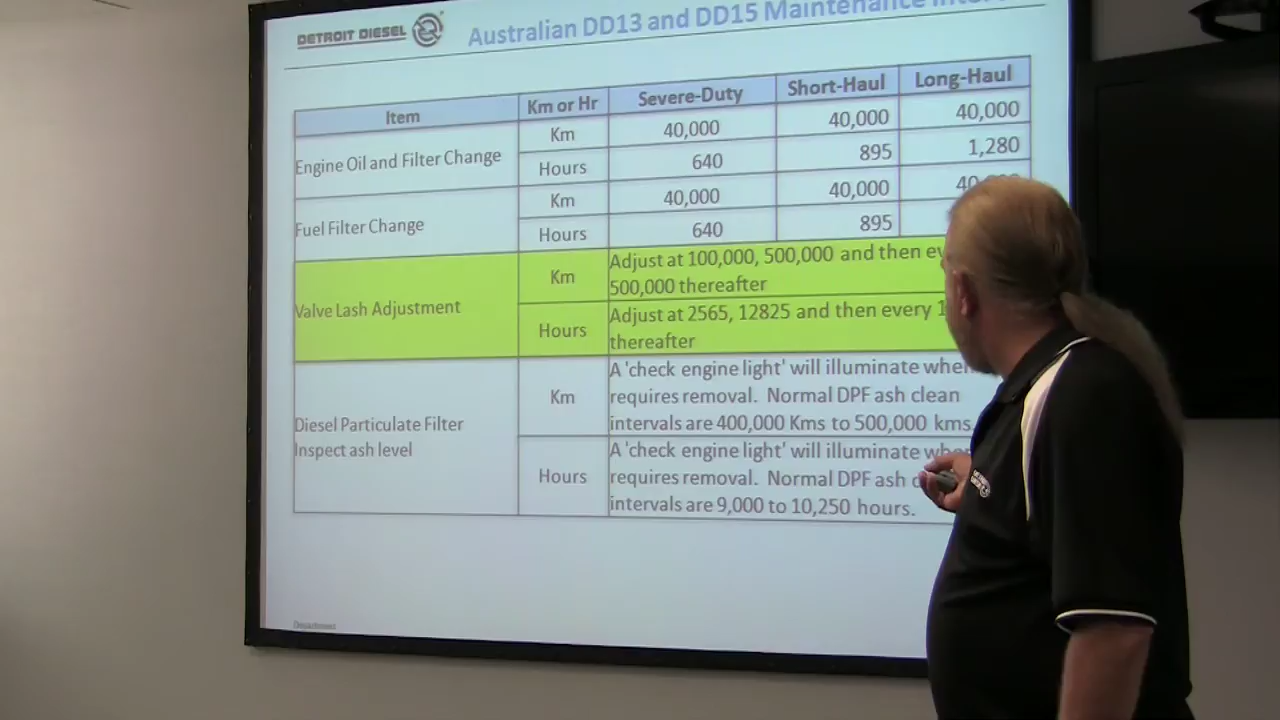 DETROIT DIESEL
Australian DD13 and DD15 Maintenance
Item Km or Hr Severe-Duty Short-Haul Long-Haul
Engine Oil and Filter Change Km 40,000 40,000 40,000
Hours 640 895 1,280
Fuel Filter Change Km 40,000 40,000
Hours 640 895
Valve Lash Adjustment Km Adjust at 100,000, 500,000 and then
500,000 thereafter
Hours Adjust at 2565, 12825 and then every
thereafter
Diesel Particulate Filter
Inspect ash level
Km A 'check engine light' will illuminate when
requires removal. Normal DPF ash clean
intervals are 400,000 Kms to 500,000 kms.
Hours A 'check engine light' will illuminate when
requires removal. Normal DPF ash
intervals are 9,000 to 10,250 hours.
Department